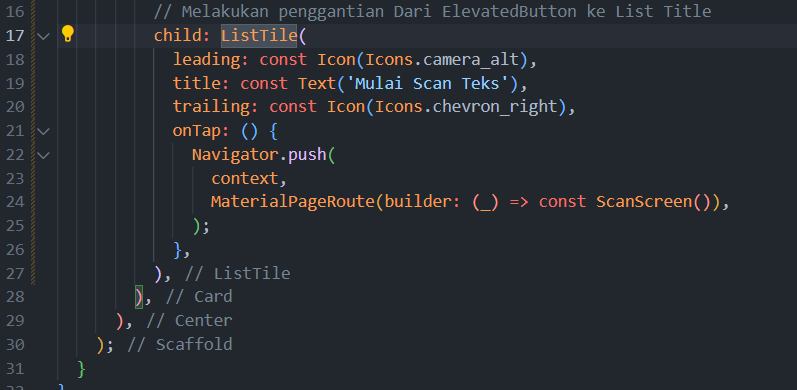 16 // Melakukan penggantian Dari ElevatedButton ke List Title
17 child: ListTile(
18 leading: const Icon(Icons.camera_alt),
19 title: const Text('Mulai Scan Teks'),
20 trailing: const Icon(Icons.chevron_right),
21 onTap: () {
22 Navigator.push(
23 context,
24 MaterialPageRoute(builder: (_) => const ScanScreen()),
25 );
26 },
27 ), // ListTile
28 ), // Card
29 ), // Center
30 ); // Scaffold
31 }